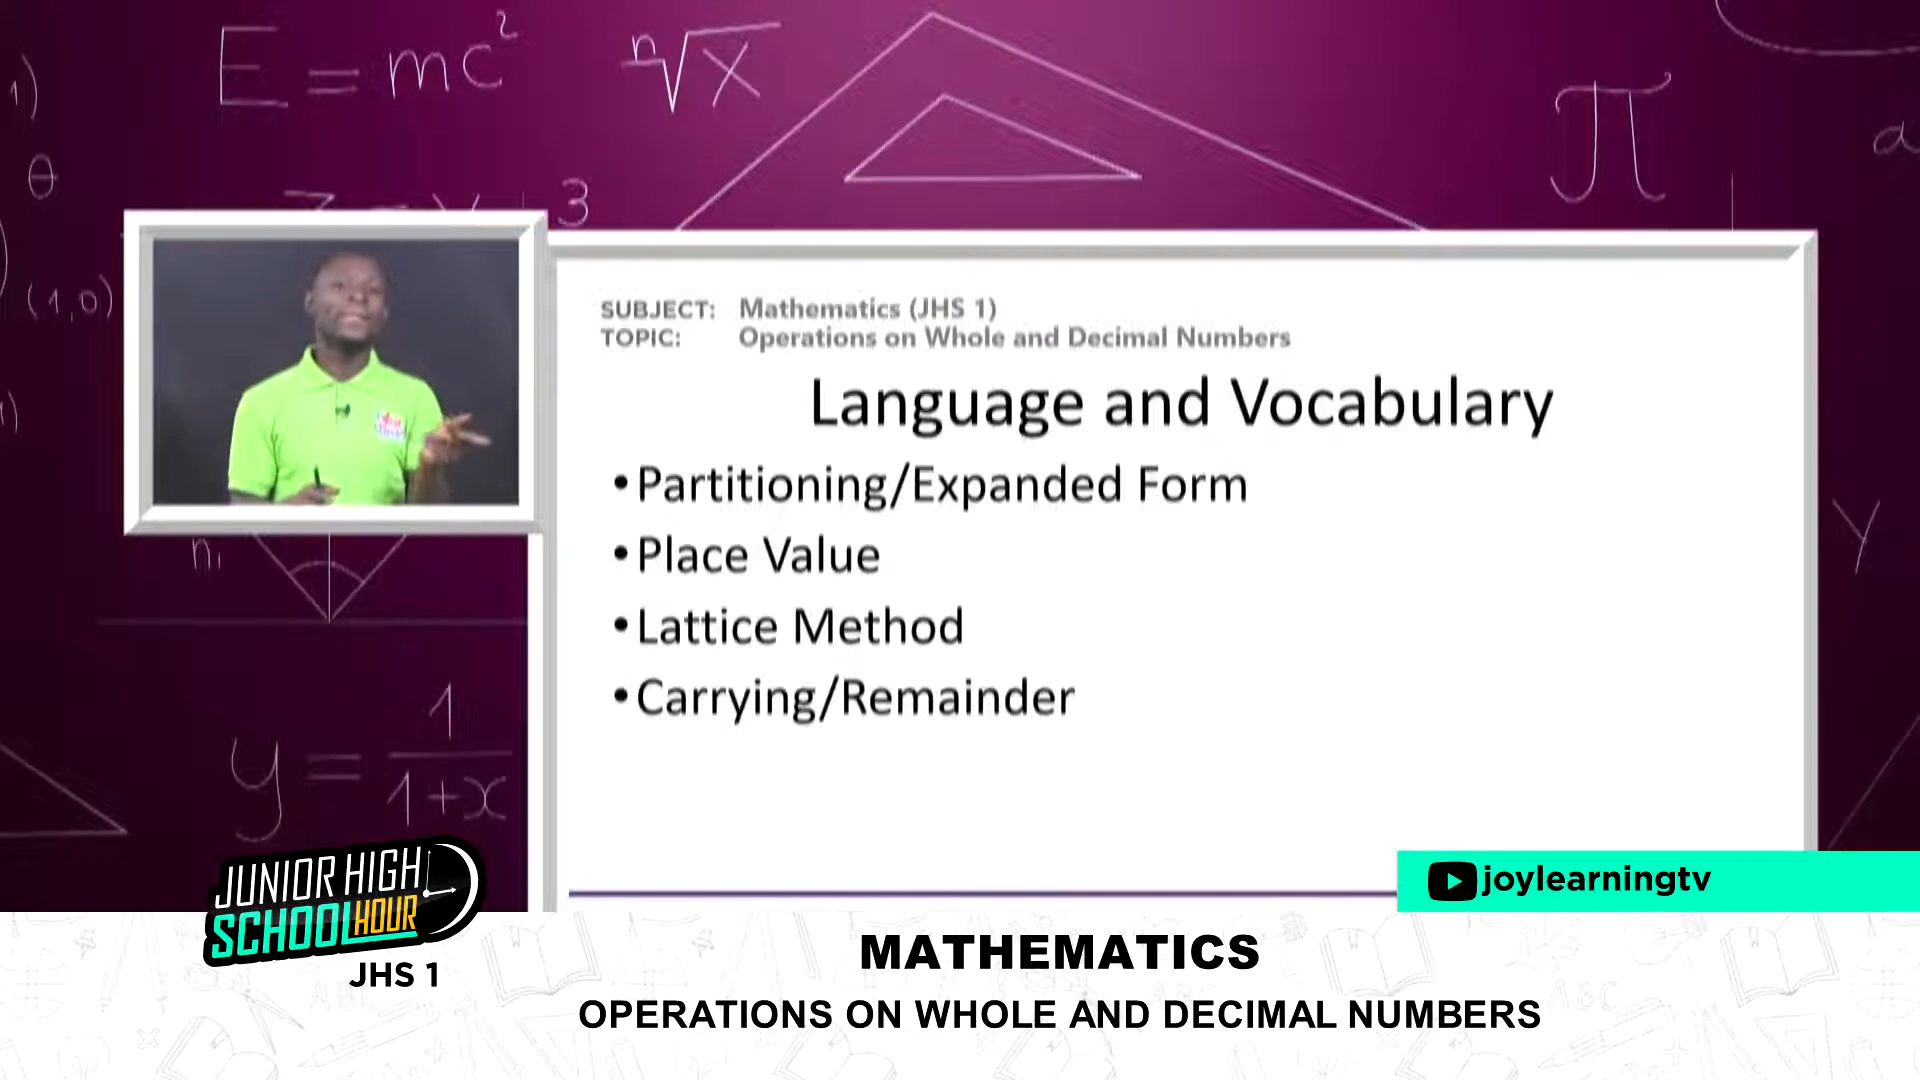 E = mc²
ⁿ√x
π
1)
θ
a
3
(1,0)
SUBJECT: Mathematics (JHS 1)
TOPIC: Operations on Whole and Decimal Numbers
Language and Vocabulary
•Partitioning/Expanded Form
•Place Value
•Lattice Method
•Carrying/Remainder
Y
y = 1/1+x
JUNIOR HIGH
SCHOOL HOUR
JHS 1
joylearningtv
MATHEMATICS
OPERATIONS ON WHOLE AND DECIMAL NUMBERS